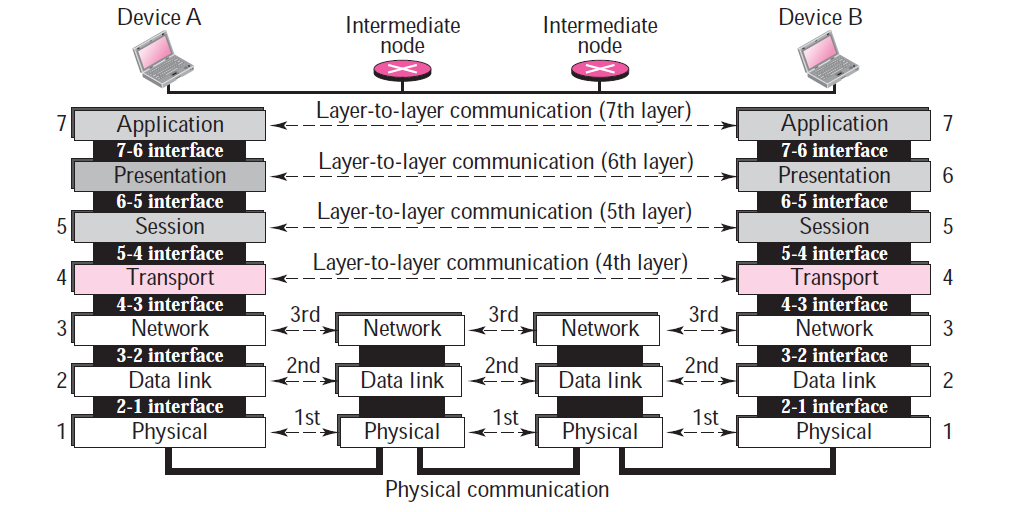 Device A
Intermediate
node
Intermediate
node
Device B
7 Application Layer-to-layer communication (7th layer) Application 7
7-6 interface 7-6 interface
Presentation Layer-to-layer communication (6th layer) Presentation 6
6-5 interface 6-5 interface
5 Session Layer-to-layer communication (5th layer) Session 5
5-4 interface 5-4 interface
4 Transport Layer-to-layer communication (4th layer) Transport 4
4-3 interface 4-3 interface
3 Network 3rd Network 3rd Network 3rd Network 3
3-2 interface 3-2 interface
2 Data link 2nd Data link 2nd Data link 2nd Data link 2
2-1 interface 2-1 interface
1 Physical 1st Physical 1st Physical 1st Physical 1
Physical communication